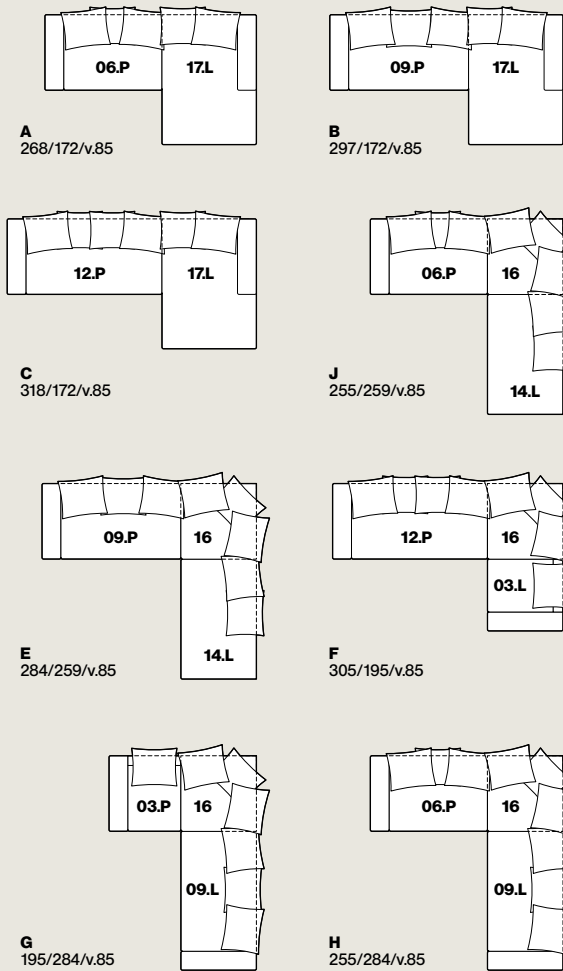 06.P
17.L
A
268/172/v.85
09.P
17.L
B
297/172/v.85
12.P
17.L
C
318/172/v.85
06.P
16
14.L
J
255/259/v.85
09.P
16
14.L
E
284/259/v.85
12.P
16
03.L
F
305/195/v.85
03.P
16
09.L
G
195/284/v.85
06.P
16
09.L
H
255/284/v.85